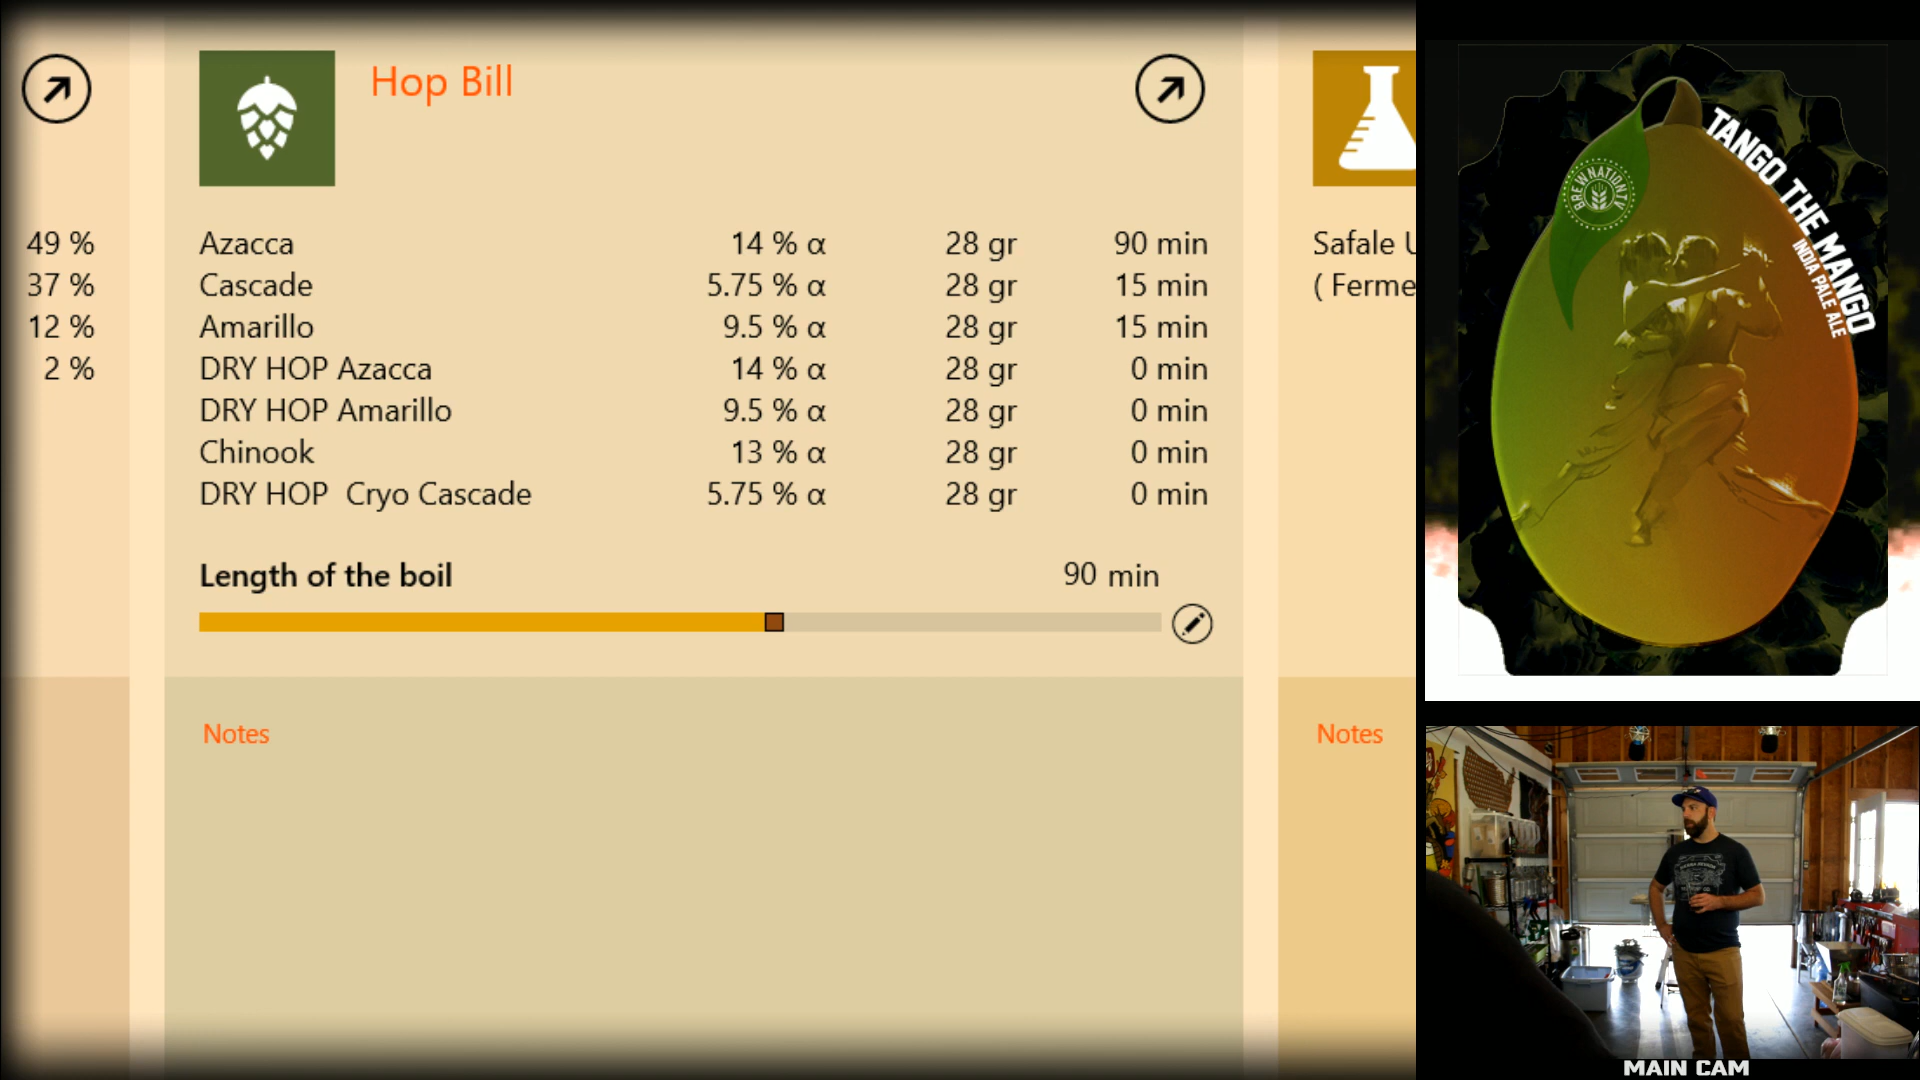 Hop Bill
49 %
37 %
12 %
2 %
Azacca 14 % α 28 gr 90 min
Cascade 5.75 % α 28 gr 15 min
Amarillo 9.5 % α 28 gr 15 min
DRY HOP Azacca 14 % α 28 gr 0 min
DRY HOP Amarillo 9.5 % α 28 gr 0 min
Chinook 13 % α 28 gr 0 min
DRY HOP Cryo Cascade 5.75 % α 28 gr 0 min
Length of the boil 90 min
Notes
Safale U
( Ferme
Notes
BREWNATIONTV
TANGO THE MANGO
INDIA PALE ALE
MAIN CAM